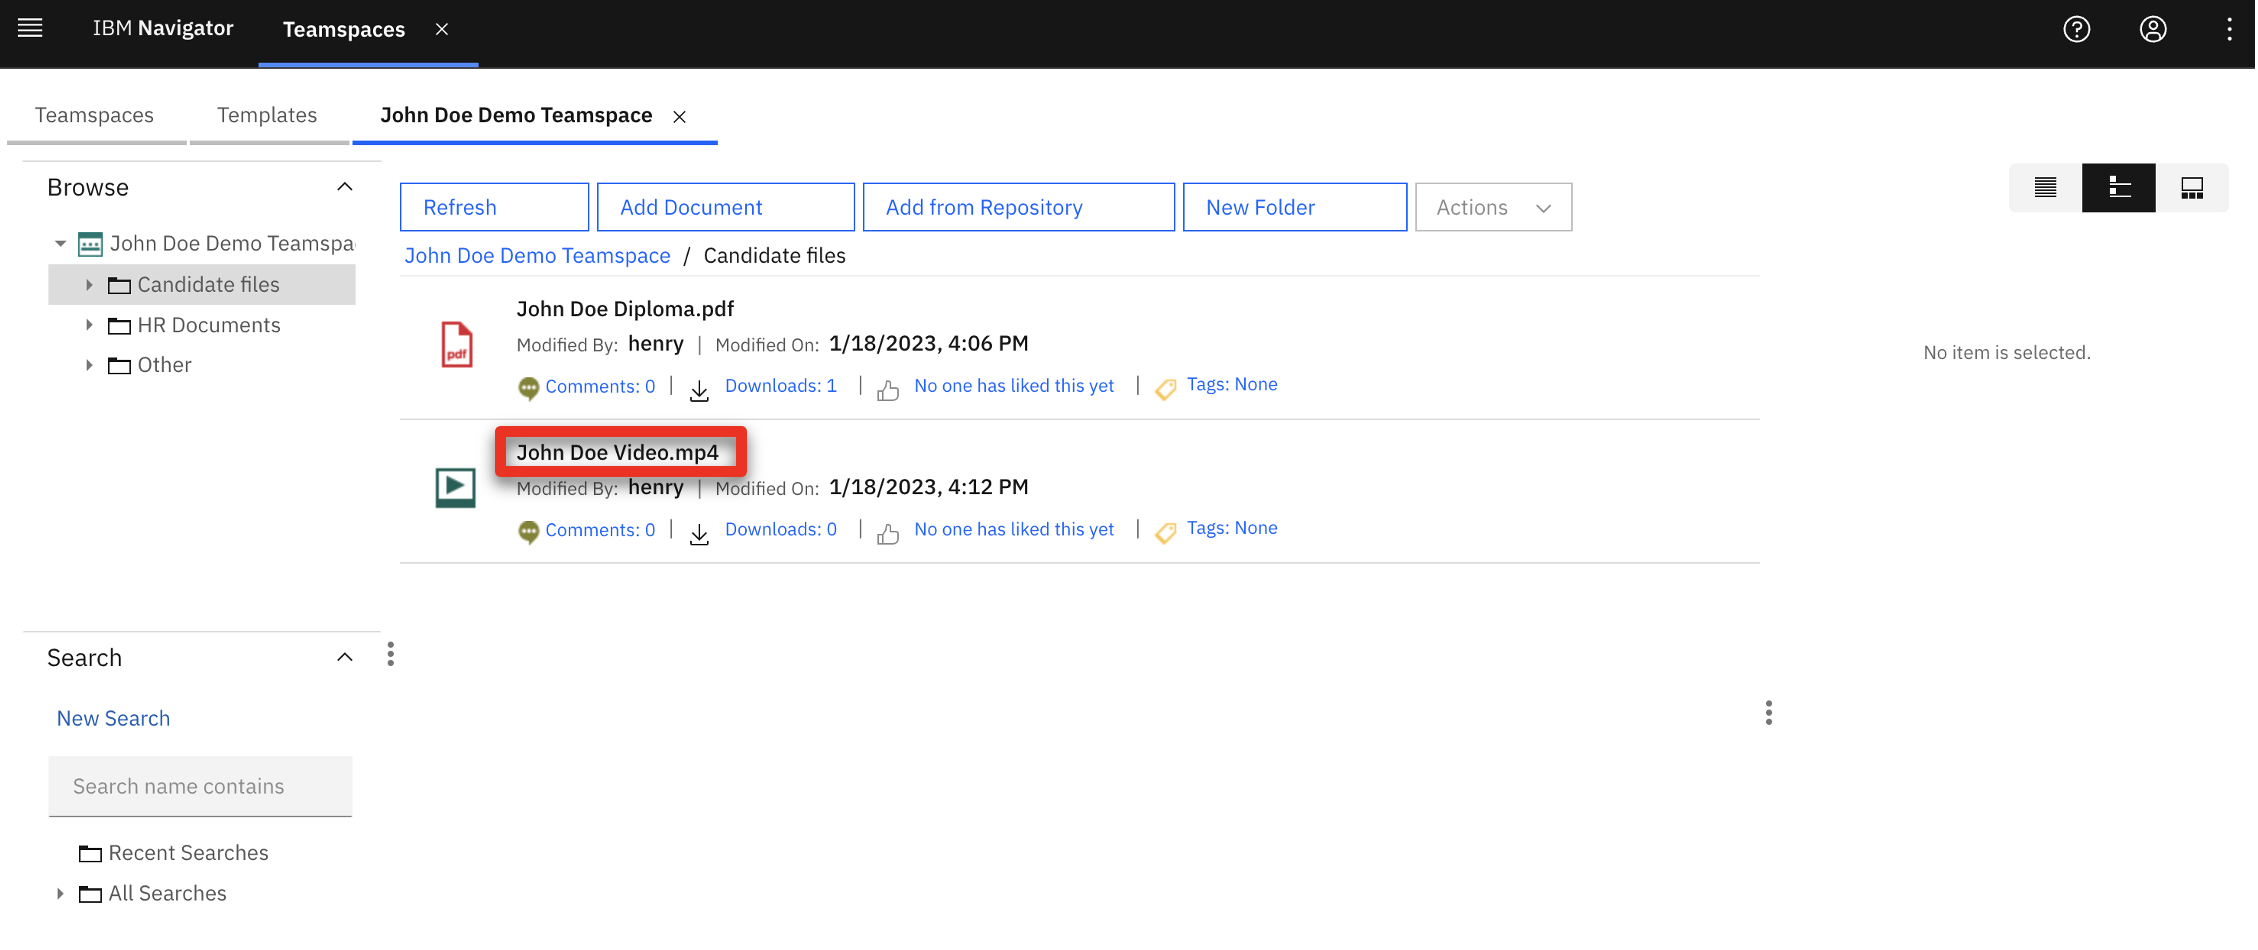 IBM Navigator
Teamspaces
Teamspaces
Templates
John Doe Demo Teamspace
Browse
John Doe Demo Teamspa
Candidate files
HR Documents
Other
Refresh
Add Document
Add from Repository
New Folder
Actions
John Doe Demo Teamspace / Candidate files
pdf
John Doe Diploma.pdf
Modified By: henry | Modified On: 1/18/2023, 4:06 PM
Comments: 0 | Downloads: 1 | No one has liked this yet | Tags: None
John Doe Video.mp4
Modified By: henry | Modified On: 1/18/2023, 4:12 PM
Comments: 0 | Downloads: 0 | No one has liked this yet | Tags: None
No item is selected.
Search
New Search
Search name contains
Recent Searches
All Searches